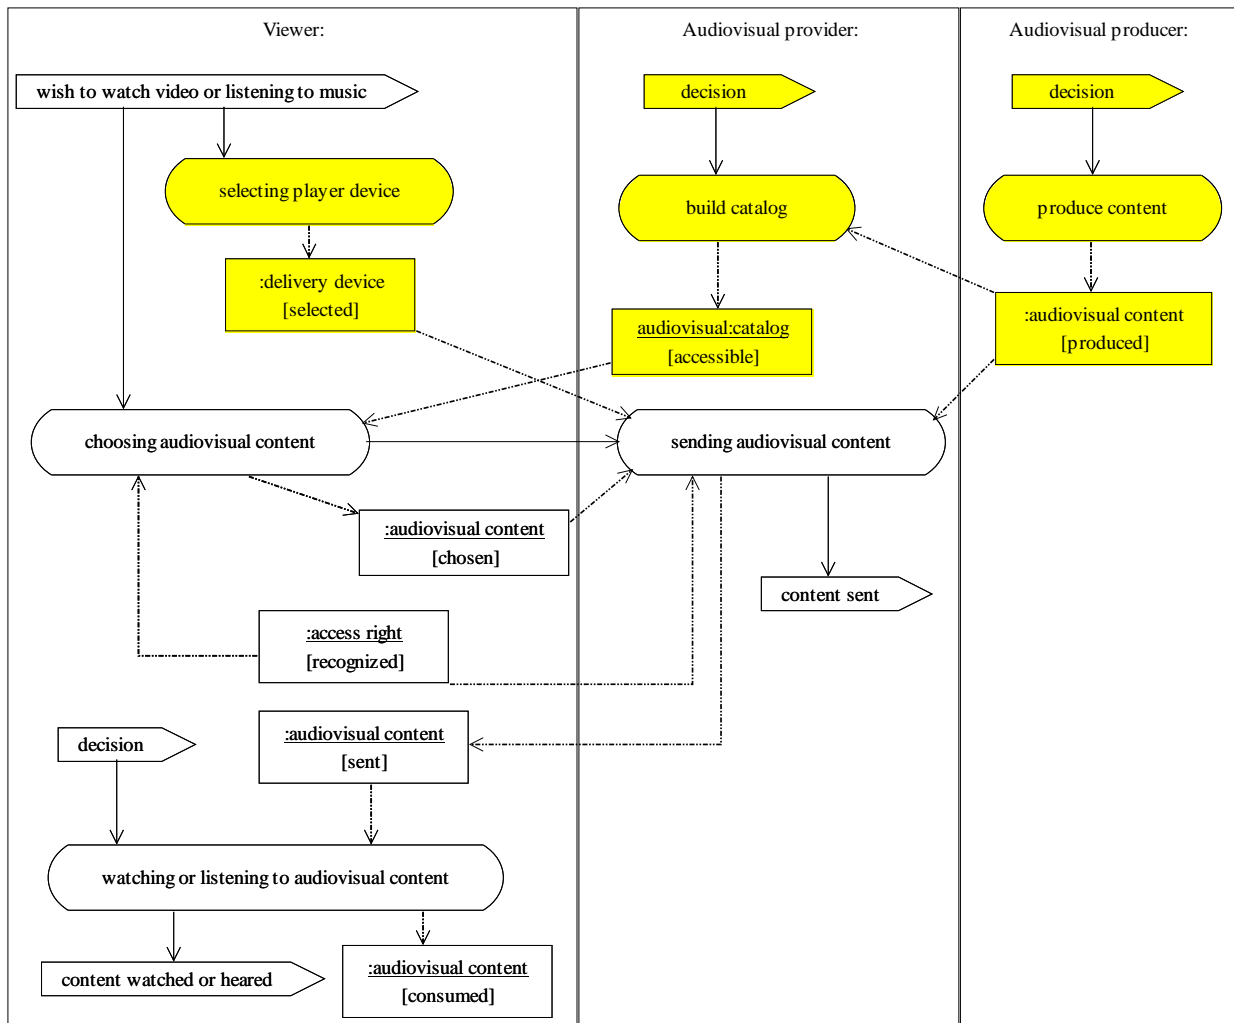 Viewer:
Audiovisual provider:
Audiovisual producer:
wish to watch video or listening to music
decision
decision
selecting player device
build catalog
produce content
:delivery device
[selected]
audiovisual:catalog
[accessible]
:audiovisual content
[produced]
choosing audiovisual content
sending audiovisual content
:audiovisual content
[chosen]
content sent
:access right
[recognized]
decision
:audiovisual content
[sent]
watching or listening to audiovisual content
content watched or heared
:audiovisual content
[consumed]